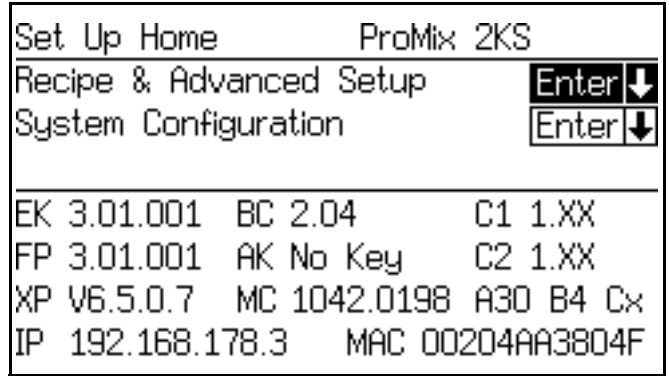 Set Up Home ProMix 2KS
Recipe & Advanced Setup Enter
System Configuration Enter
EK 3.01.001 BC 2.04 C1 1.XX
FP 3.01.001 AK No Key C2 1.XX
XP V6.5.0.7 MC 1042.0198 A30 B4 Cx
IP 192.168.178.3 MAC 00204AA3804F